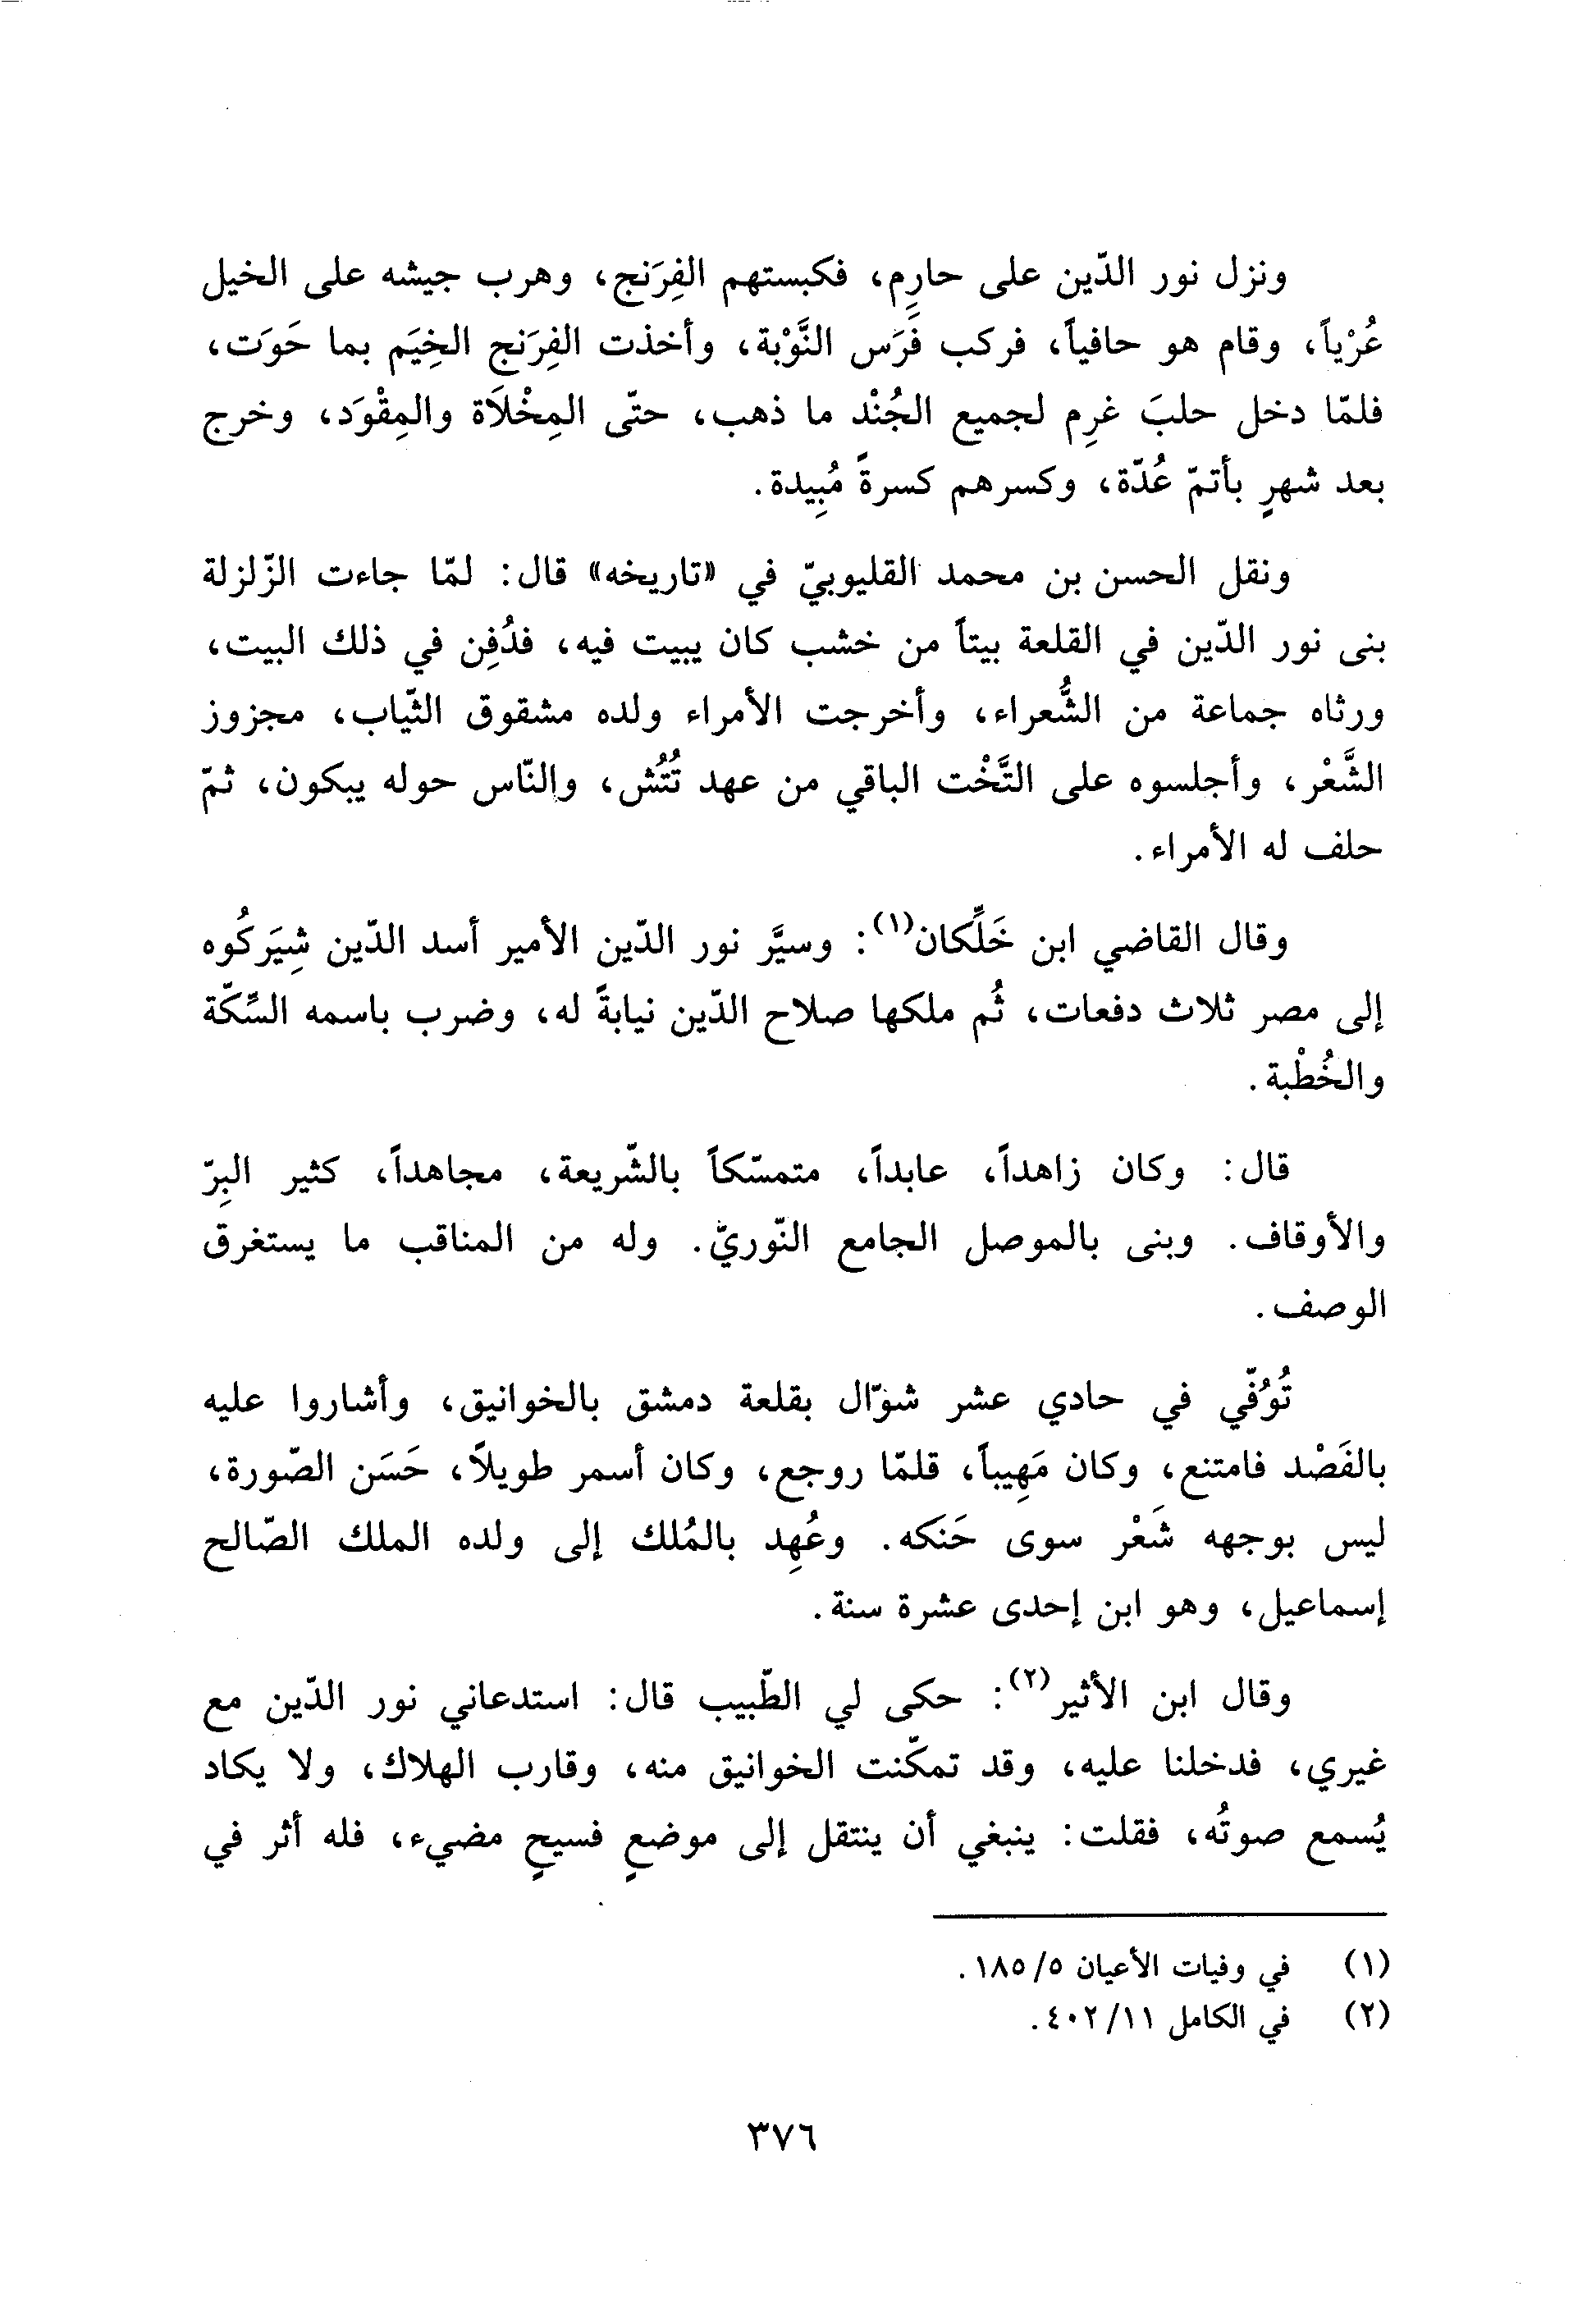 ونزل نور الدّين على حارِم، فكبستهم الفِرَنج، وهرب جيشه على الخيل
عُرْياً، وقام هو حافياً، فركب فَرَس النَّوْبة، وأخذت الفِرَنج الخِيَم بما حَوَت،
فلمّا دخل حلبَ غرِم لجميع الجُنْد ما ذهب، حتّى المِخْلَاة والمِقْوَد، وخرج
بعد شهرٍ بأتمّ عُدّة، وكسرهم كسرةً مُبِيدة.
ونقل الحسن بن محمد القليوبيّ في «تاريخه» قال: لمّا جاءت الزّلزلة
بنى نور الدّين في القلعة بيتاً من خشب كان يبيت فيه، فدُفِن في ذلك البيت،
ورثاه جماعة من الشُّعراء، وأخرجت الأمراء ولده مشقوق الثّياب، مجزوز
الشَّعْر، وأجلسوه على التَّخْت الباقي من عهد تُتُش، والنّاس حوله يبكون، ثمّ
حلف له الأمراء.
وقال القاضي ابن خَلِّكان(١): وسيَّر نور الدّين الأمير أسد الدّين شِيَركُوه
إلى مصر ثلاث دفعات، ثُم ملكها صلاح الدّين نيابةً له، وضرب باسمه السِّكّة
والخُطْبة.
قال: وكان زاهداً، عابداً، متمسّكاً بالشّريعة، مجاهداً، كثير البِرّ
والأوقاف. وبنى بالموصل الجامع النّوريّ. وله من المناقب ما يستغرق
الوصف.
تُوُفّي في حادي عشر شوّال بقلعة دمشق بالخوانيق، وأشاروا عليه
بالفَصْد فامتنع، وكان مَهِيباً، قلمّا روجع، وكان أسمر طويلاً، حَسَن الصّورة،
ليس بوجهه شَعْر سوى حَنَكه. وعُهِد بالمُلك إلى ولده الملك الصّالح
إسماعيل، وهو ابن إحدى عشرة سنة.
وقال ابن الأثير(٢): حكى لي الطّبيب قال: استدعاني نور الدّين مع
غيري، فدخلنا عليه، وقد تمكّنت الخوانيق منه، وقارب الهلاك، ولا يكاد
يُسمع صوتُه، فقلت: ينبغي أن ينتقل إلى موضعٍ فسيحٍ مضيء، فله أثر في
(١) في وفيات الأعيان ٥/ ١٨٥.
(٢) في الكامل ١١/ ٤٠٢.
٣٧٦